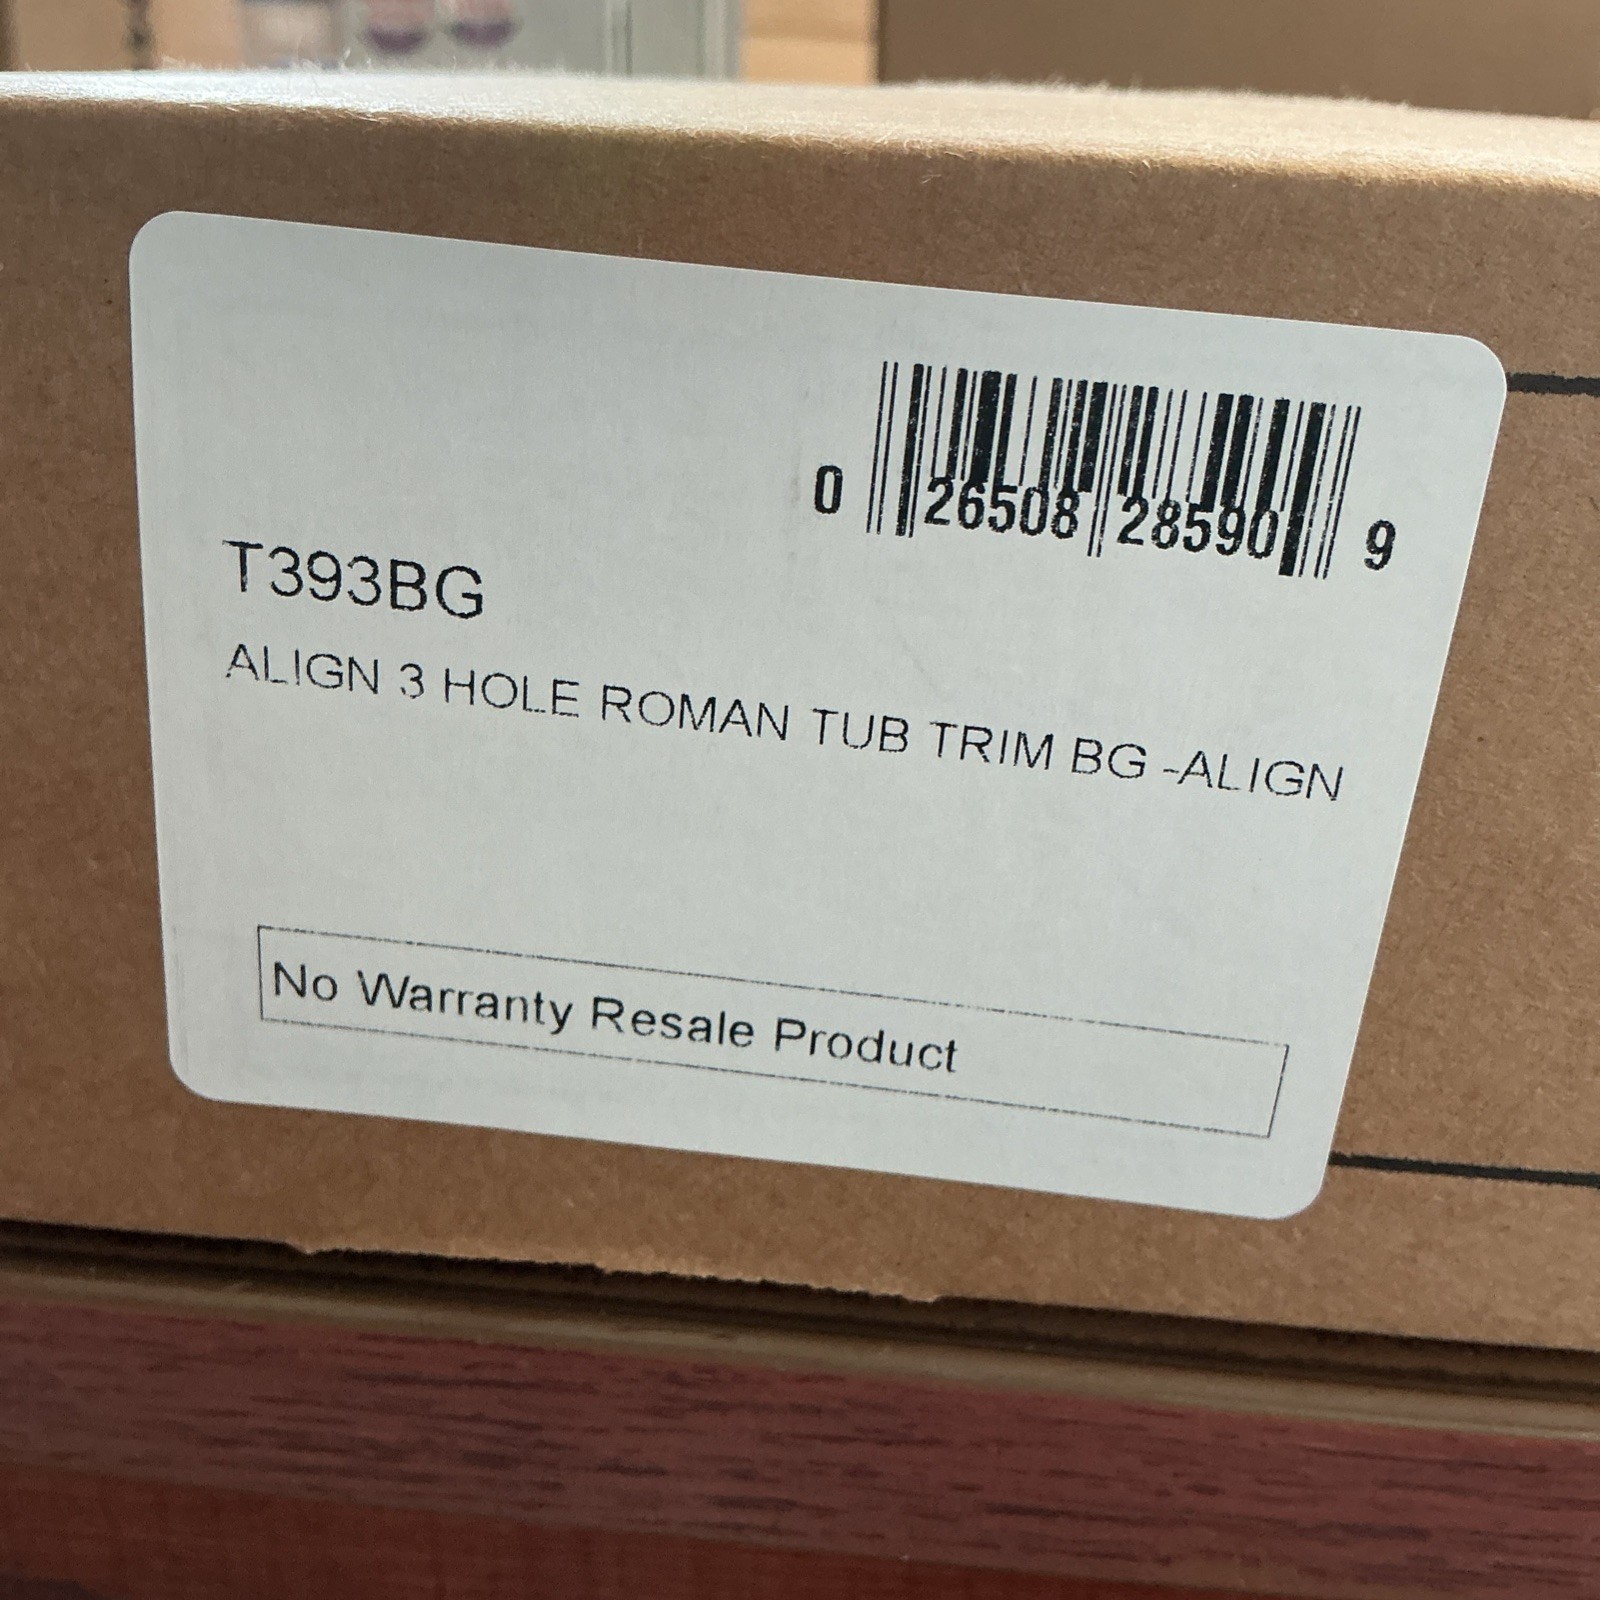 0 26508 28590 9
T393BG
ALIGN 3 HOLE ROMAN TUB TRIM BG -ALIGN
No Warranty Resale Product